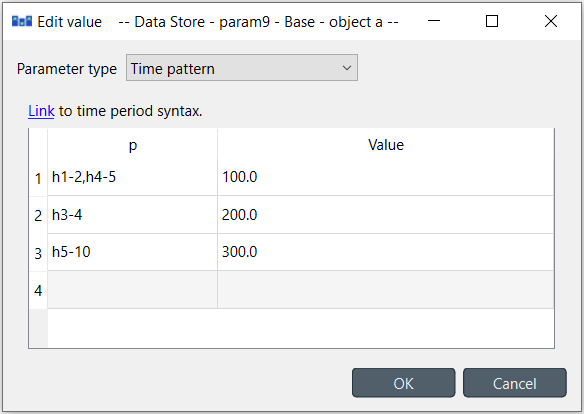 Edit value -- Data Store - param9 - Base - object a --
Parameter type Time pattern
Link to time period syntax.
p Value
1 h1-2,h4-5 100.0
2 h3-4 200.0
3 h5-10 300.0
4
OK Cancel